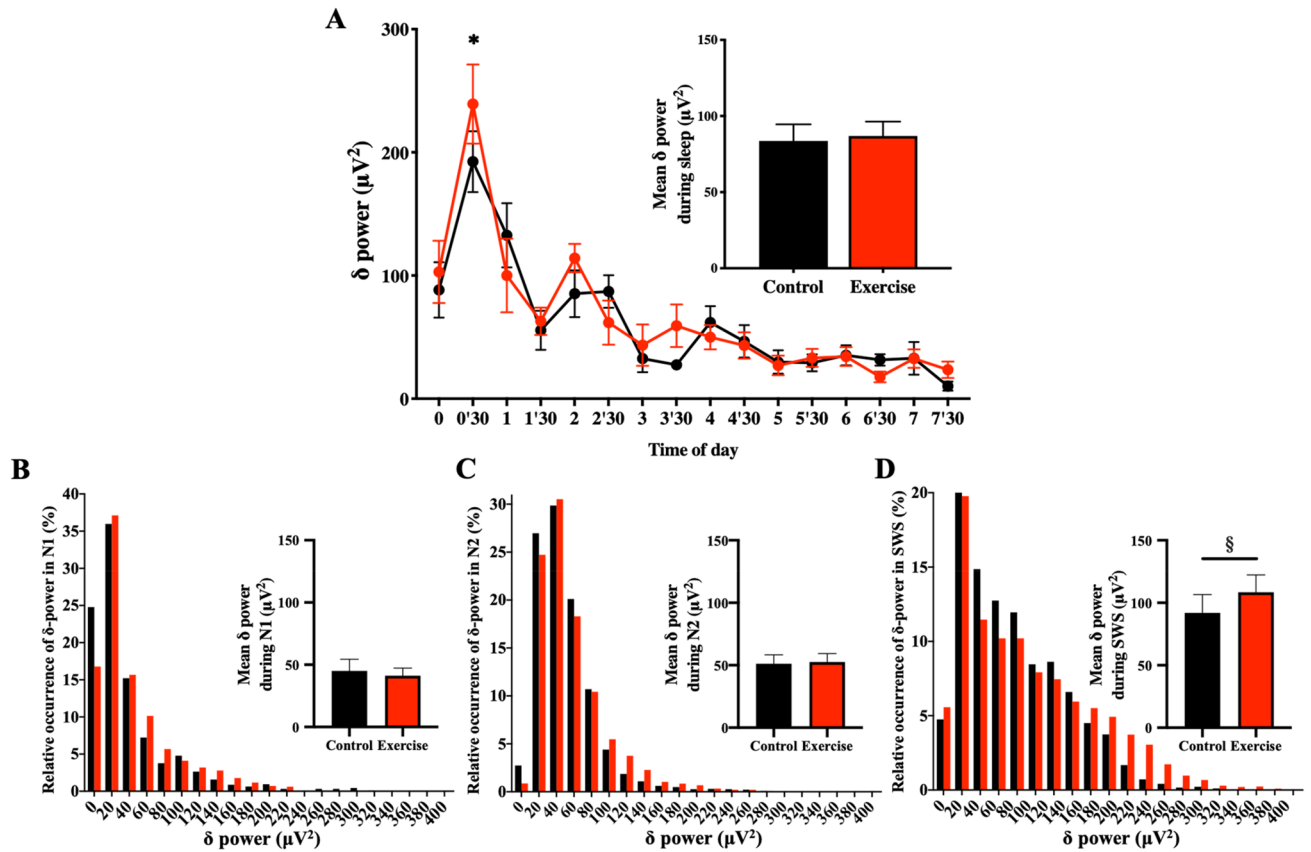 A
*
300
200
100
0
δ power (µV²)
0 0'30 1 1'30 2 2'30 3 3'30 4 4'30 5 5'30 6 6'30 7 7'30
Time of day
150
100
50
0
Mean δ power
during sleep (µV²)
Control Exercise
B
Relative occurrence of δ-power in N1 (%)
40
35
30
25
20
15
10
5
0
0 20 40 60 80 100 120 140 160 180 200 220 240 260 280 300 320 340 360 380 400
δ power (µV²)
Mean δ power
during N1 (µV²)
150
100
50
0
Control Exercise
C
Relative occurrence of δ-power in N2 (%)
30
25
20
15
10
5
0
0 20 40 60 80 100 120 140 160 180 200 220 240 260 280 300 320 340 360 380 400
δ power (µV²)
Mean δ power
during N2 (µV²)
150
100
50
0
Control Exercise
D
Relative occurrence of δ-power in SWS (%)
20
15
10
5
0
0 20 40 60 80 100 120 140 160 180 200 220 240 260 280 300 320 340 360 380 400
δ power (µV²)
Mean δ power
during SWS (µV²)
150
100
50
0
§
Control Exercise